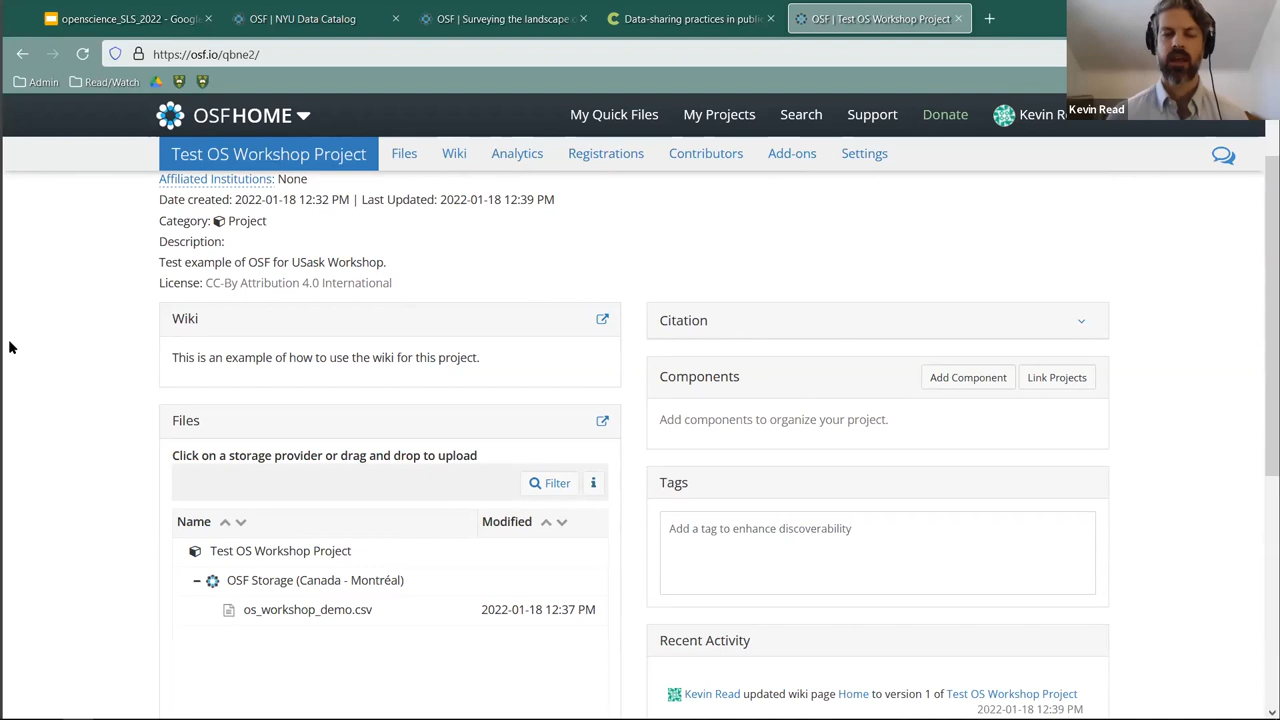 openscience_SLS_2022 - Google
OSF | NYU Data Catalog
OSF | Surveying the landscape
Data-sharing practices in publi
OSF | Test OS Workshop Project
https://osf.io/qbne2/
Admin
Read/Watch
Kevin Read
OSFHOME
My Quick Files
My Projects
Search
Support
Donate
Kevin R
Test OS Workshop Project
Files
Wiki
Analytics
Registrations
Contributors
Add-ons
Settings
Affiliated Institutions: None
Date created: 2022-01-18 12:32 PM | Last Updated: 2022-01-18 12:39 PM
Category: Project
Description:
Test example of OSF for USask Workshop.
License: CC-By Attribution 4.0 International
Wiki
This is an example of how to use the wiki for this project.
Files
Click on a storage provider or drag and drop to upload
Filter
i
Name
Modified
Test OS Workshop Project
OSF Storage (Canada - Montréal)
os_workshop_demo.csv
2022-01-18 12:37 PM
Citation
Components
Add Component
Link Projects
Add components to organize your project.
Tags
Add a tag to enhance discoverability
Recent Activity
Kevin Read updated wiki page Home to version 1 of Test OS Workshop Project
2022-01-18 12:39 PM